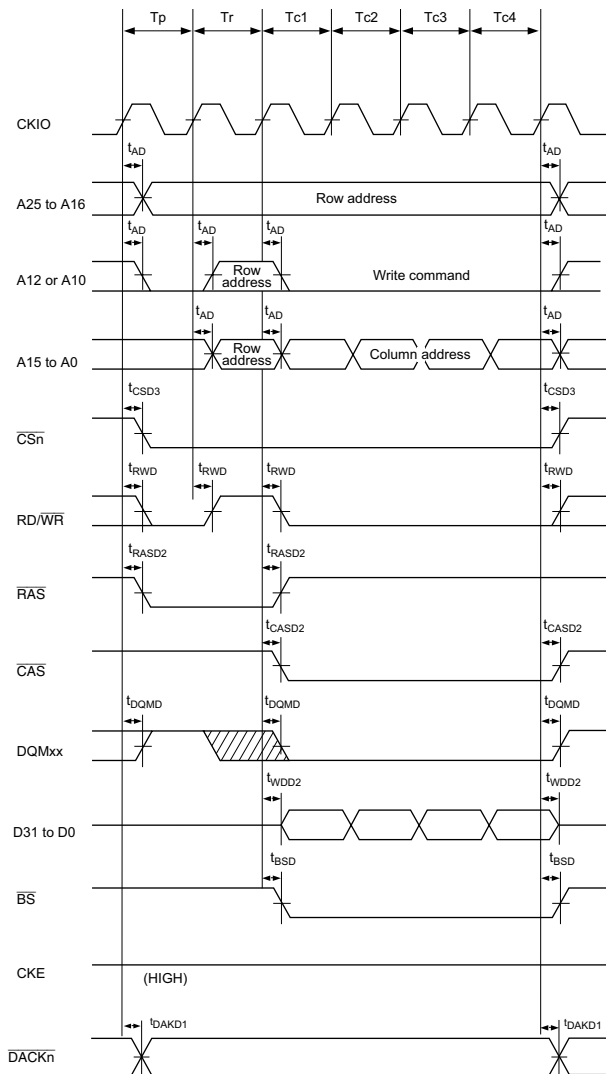 Tp Tr Tc1 Tc2 Tc3 Tc4
CKIO
tAD tAD
A25 to A16 Row address
tAD tAD tAD tAD
A12 or A10 Row address Write command
tAD tAD tAD
A15 to A0 Row address Column address
tCSD3 tCSD3
CSn
tRWD tRWD tRWD tRWD
RD/WR
tRASD2 tRASD2
RAS
tCASD2 tCASD2
CAS
tDQMD tDQMD tDQMD
DQMxx
tWDD2 tWDD2
D31 to D0
tBSD tBSD
BS
CKE
(HIGH)
tDAKD1 tDAKD1
DACKn